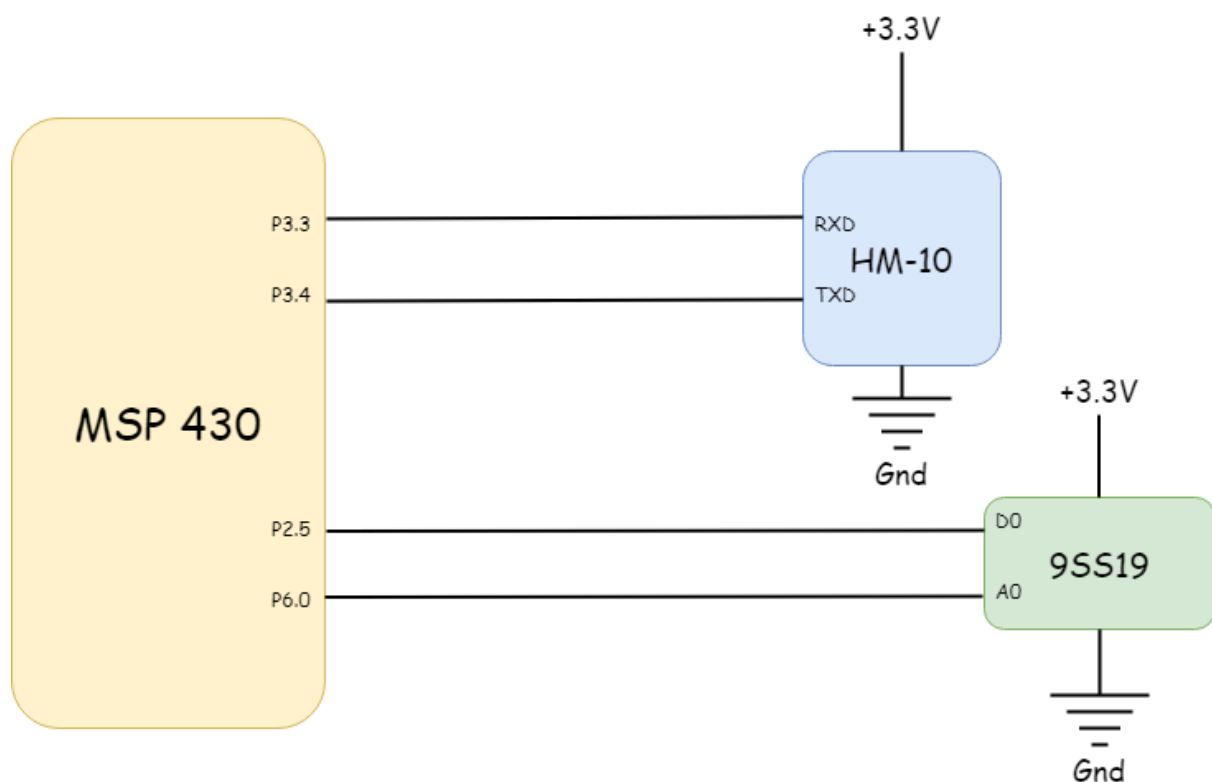 +3.3V
P3.3
RXD
HM-10
P3.4
TXD
+3.3V
MSP 430
Gnd
P2.5
D0
9SS19
P6.0
A0
Gnd